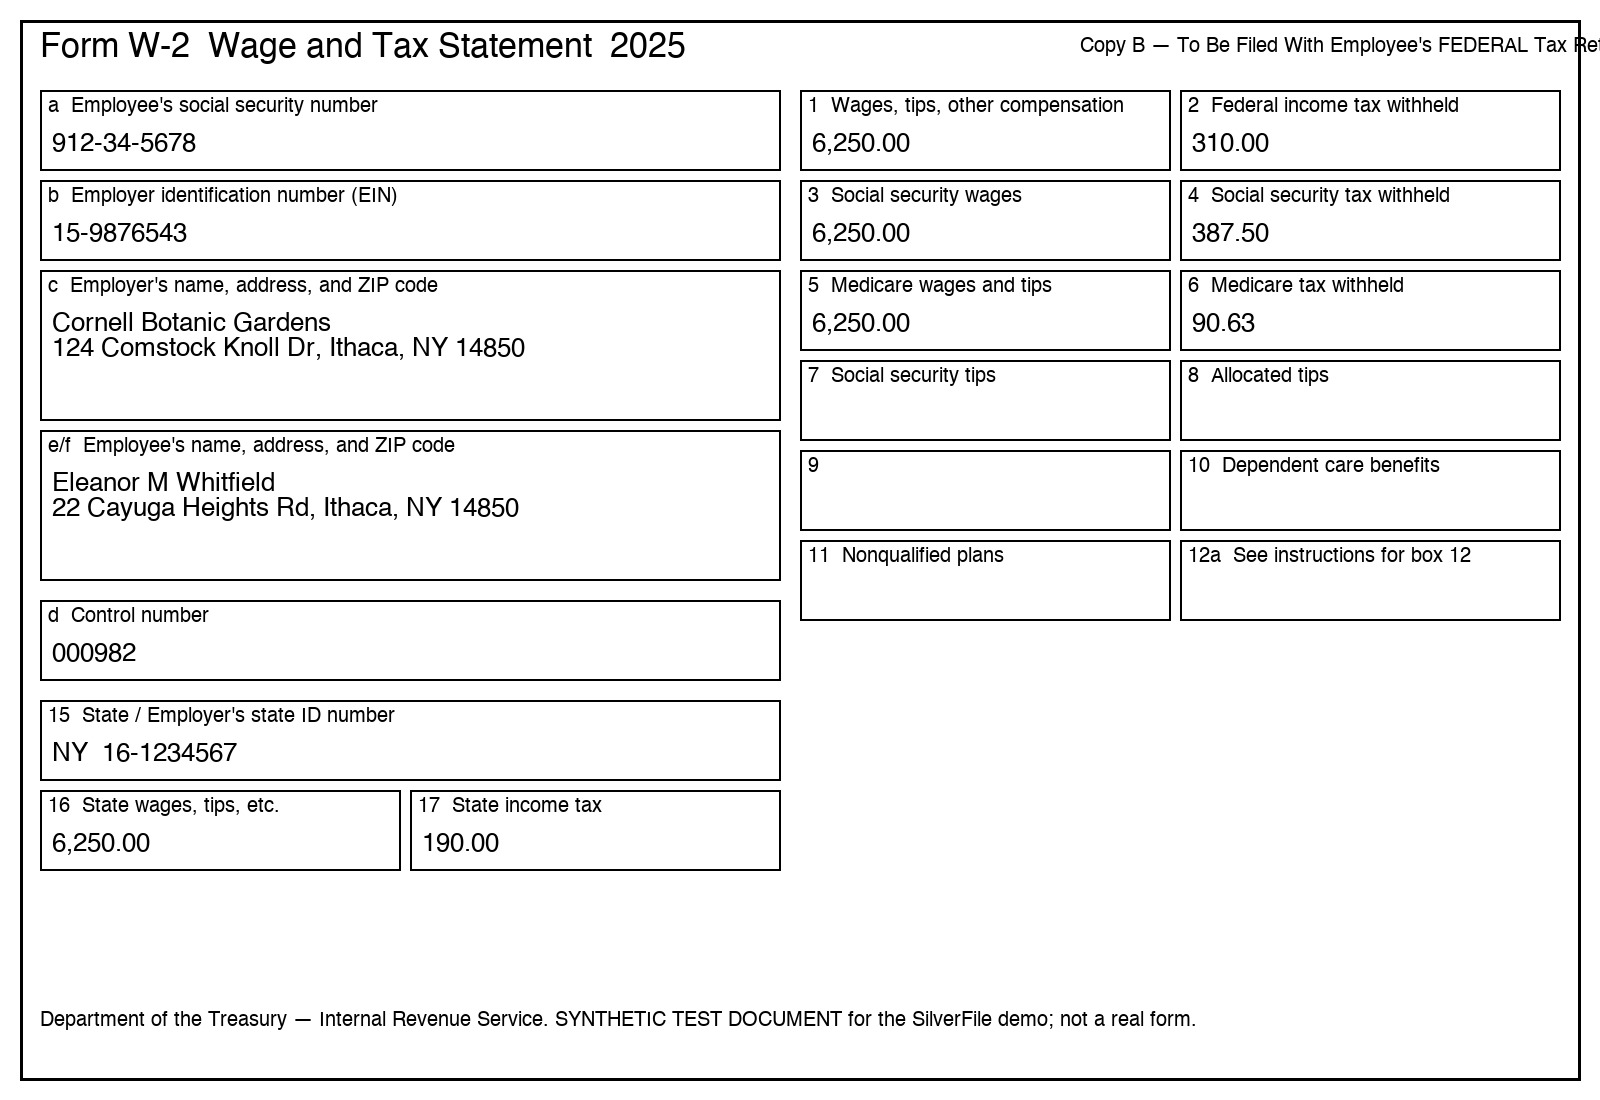 Form W-2 Wage and Tax Statement 2025
Copy B — To Be Filed With Employee's FEDERAL Tax
a Employee's social security number
912-34-5678
b Employer identification number (EIN)
15-9876543
c Employer's name, address, and ZIP code
Cornell Botanic Gardens
124 Comstock Knoll Dr, Ithaca, NY 14850
e/f Employee's name, address, and ZIP code
Eleanor M Whitfield
22 Cayuga Heights Rd, Ithaca, NY 14850
d Control number
000982
15 State / Employer's state ID number
NY 16-1234567
16 State wages, tips, etc.
6,250.00
17 State income tax
190.00
1 Wages, tips, other compensation
6,250.00
2 Federal income tax withheld
310.00
3 Social security wages
6,250.00
4 Social security tax withheld
387.50
5 Medicare wages and tips
6,250.00
6 Medicare tax withheld
90.63
7 Social security tips
8 Allocated tips
9
10 Dependent care benefits
11 Nonqualified plans
12a See instructions for box 12
Department of the Treasury — Internal Revenue Service. SYNTHETIC TEST DOCUMENT for the SilverFile demo; not a real form.